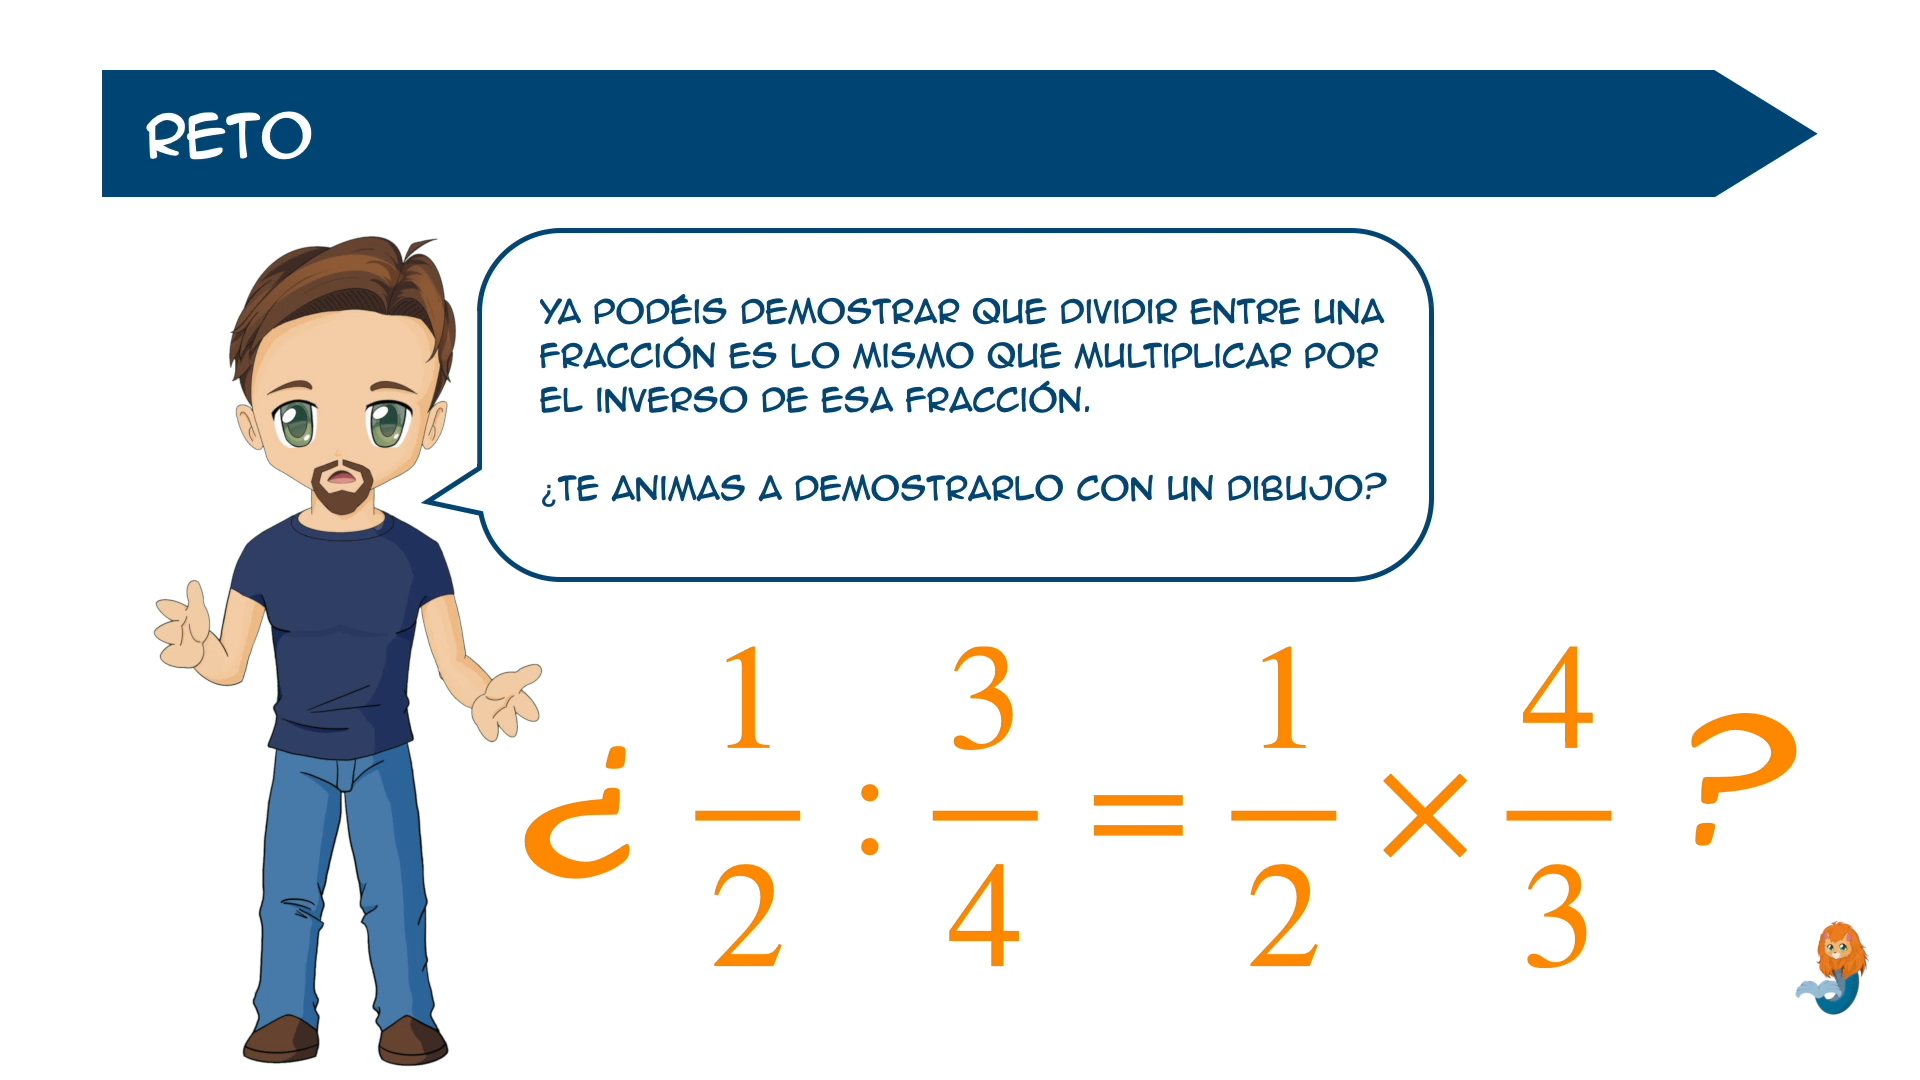 RETO
YA PODÉIS DEMOSTRAR QUE DIVIDIR ENTRE UNA
FRACCIÓN ES LO MISMO QUE MULTIPLICAR POR
EL INVERSO DE ESA FRACCIÓN.
¿TE ANIMAS A DEMOSTRARLO CON UN DIBUJO?
¿ 1/2 : 3/4 = 1/2 × 4/3 ?